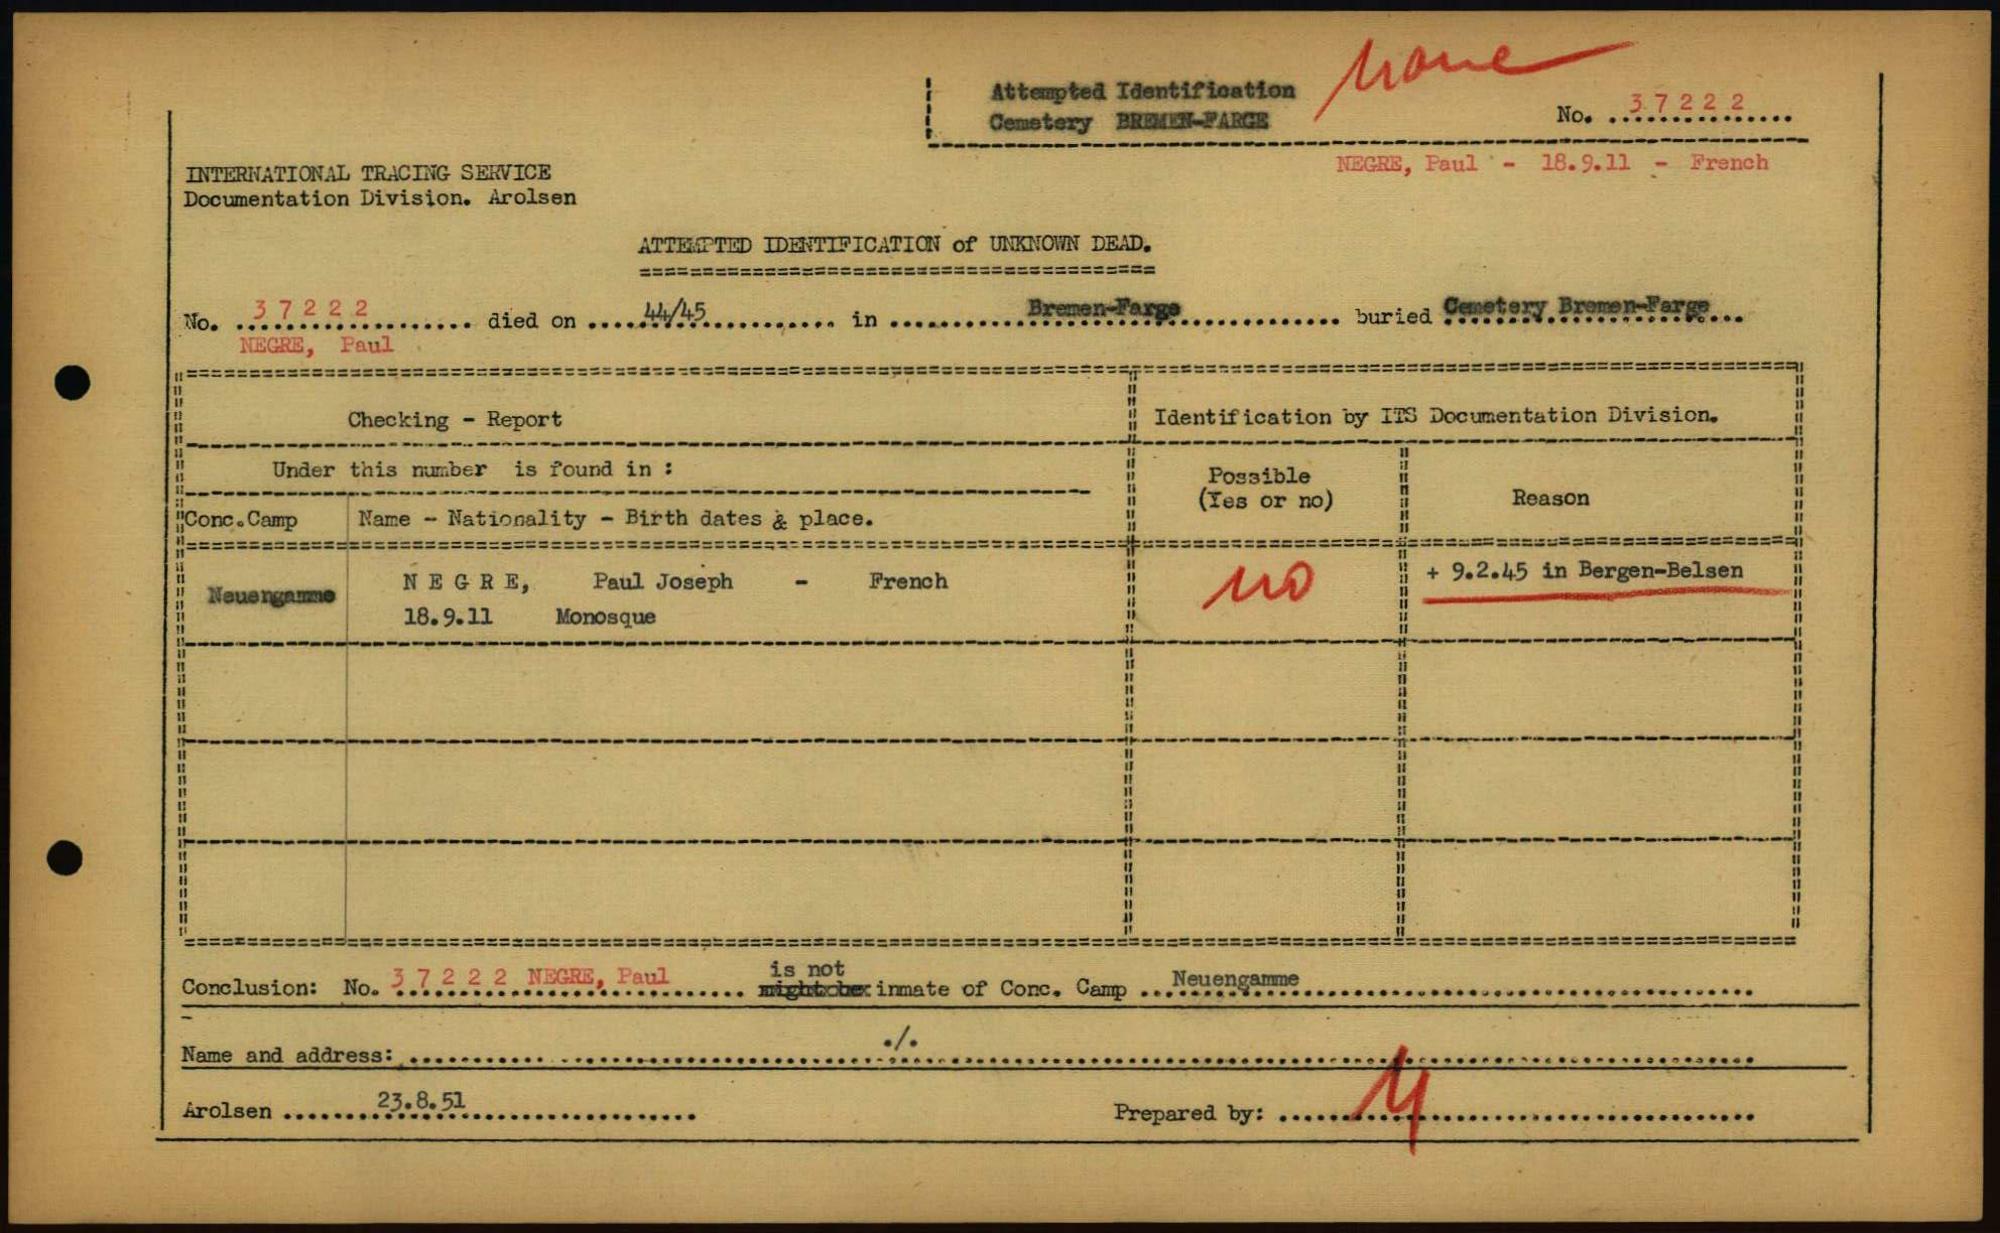 none
Attempted Identification
Cemetery BREMEN-FARGE
No. 37222
NEGRE, Paul - 18.9.11 - French
INTERNATIONAL TRACING SERVICE
Documentation Division. Arolsen
ATTEMPTED IDENTIFICATION of UNKNOWN DEAD.
No. 37222 died on 44/45 in Bremen-Farge buried Cemetery Bremen-Farge
NEGRE, Paul
Checking - Report
Identification by ITS Documentation Division.
Under this number is found in :
Possible
(Yes or no)
Reason
Conc.Camp
Name - Nationality - Birth dates & place.
Neuengamme
N E G R E, Paul Joseph - French
18.9.11 Monosque
no
+ 9.2.45 in Bergen-Belsen
is not
Conclusion: No. 37222 NEGRE, Paul might be inmate of Conc. Camp Neuengamme
Name and address: ./.
Arolsen 23.8.51
Prepared by: